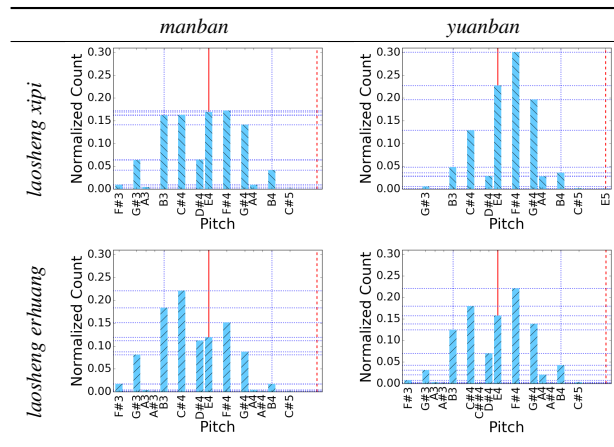 manban yuanban
laosheng xipi
Normalized Count
0.30
0.25
0.20
0.15
0.10
0.05
0.00
F#3 G#3 A3 B3 C#4 D#4 E4 F#4 G#4 A4 B4 C#5
Pitch
Normalized Count
0.30
0.25
0.20
0.15
0.10
0.05
0.00
G#3 B3 C#4 D#4 E4 F#4 G#4 A4 B4 C#5 E5
Pitch
laosheng erhuang
Normalized Count
0.30
0.25
0.20
0.15
0.10
0.05
0.00
F#3 G#3 A3 A#3 B3 C#4 D#4 E4 F#4 G#4 A4 A#4 B4 C#5
Pitch
Normalized Count
0.30
0.25
0.20
0.15
0.10
0.05
0.00
F#3 G#3 A3 A#3 B3 C#4 C##4 D#4 E4 F#4 G#4 A4 A#4 B4 C#5
Pitch